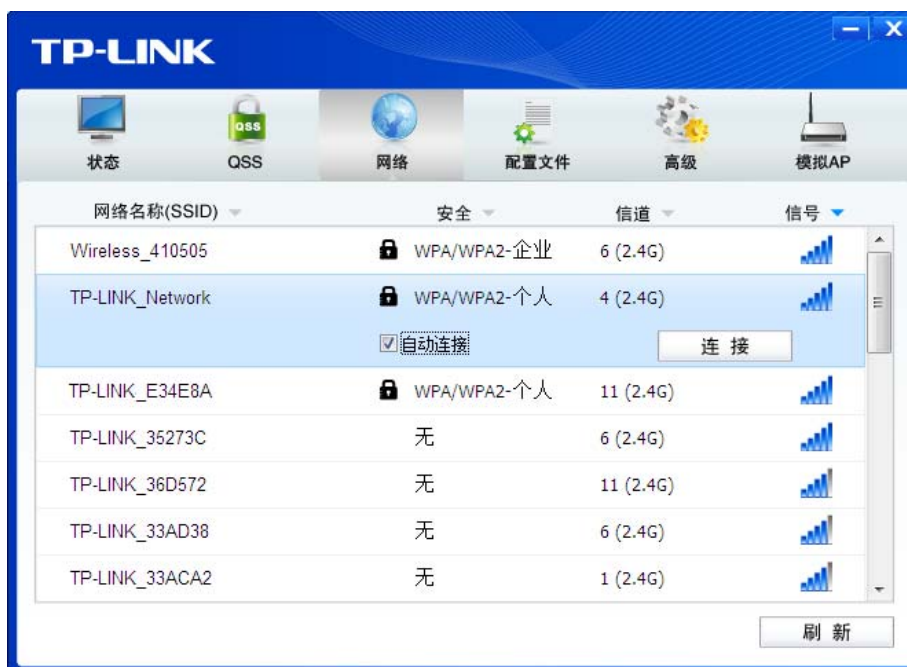 TP-LINK
QSS
状态 QSS 网络 配置文件 高级 模拟AP
网络名称(SSID) 安全 信道 信号
Wireless_410505 WPA/WPA2-企业 6 (2.4G)
TP-LINK_Network WPA/WPA2-个人 4 (2.4G)
自动连接 连 接
TP-LINK_E34E8A WPA/WPA2-个人 11 (2.4G)
TP-LINK_35273C 无 6 (2.4G)
TP-LINK_36D572 无 11 (2.4G)
TP-LINK_33AD38 无 6 (2.4G)
TP-LINK_33ACA2 无 1 (2.4G)
刷 新